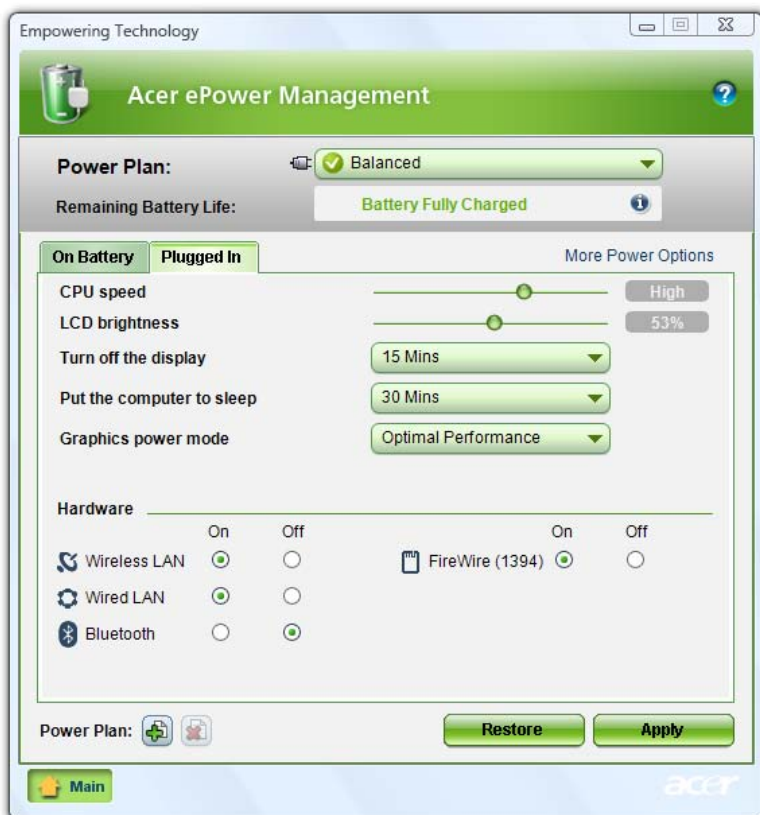 Empowering Technology
Acer ePower Management
?
Power Plan: Balanced
Remaining Battery Life: Battery Fully Charged i
On Battery Plugged In More Power Options
CPU speed High
LCD brightness 53%
Turn off the display 15 Mins
Put the computer to sleep 30 Mins
Graphics power mode Optimal Performance
Hardware
On Off On Off
Wireless LAN FireWire (1394)
Wired LAN
Bluetooth
Power Plan: Restore Apply
Main acer